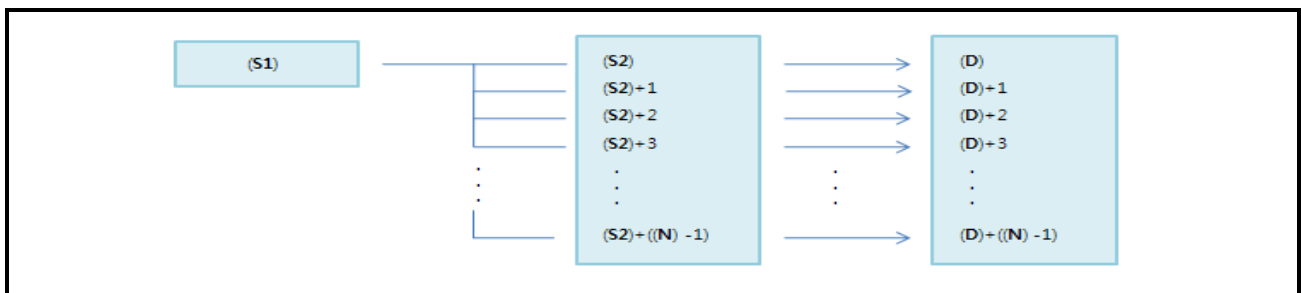 (S1)
(S2)
(S2)+1
(S2)+2
(S2)+3
(S2)+((N) -1)
(D)
(D)+1
(D)+2
(D)+3
(D)+((N) -1)